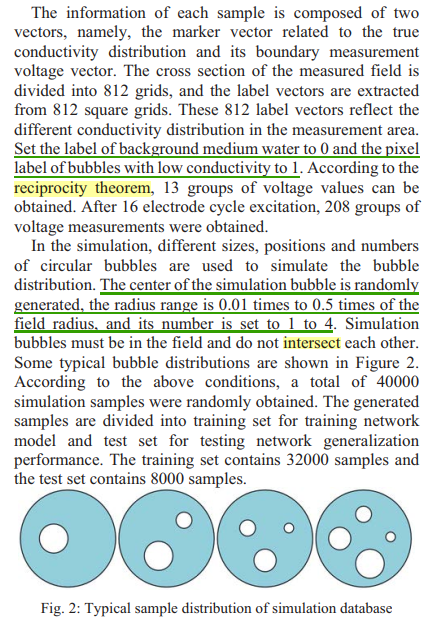 The information of each sample is composed of two
vectors, namely, the marker vector related to the true
conductivity distribution and its boundary measurement
voltage vector. The cross section of the measured field is
divided into 812 grids, and the label vectors are extracted
from 812 square grids. These 812 label vectors reflect the
different conductivity distribution in the measurement area.
Set the label of background medium water to 0 and the pixel
label of bubbles with low conductivity to 1. According to the
reciprocity theorem, 13 groups of voltage values can be
obtained. After 16 electrode cycle excitation, 208 groups of
voltage measurements were obtained.
In the simulation, different sizes, positions and numbers
of circular bubbles are used to simulate the bubble
distribution. The center of the simulation bubble is randomly
generated, the radius range is 0.01 times to 0.5 times of the
field radius, and its number is set to 1 to 4. Simulation
bubbles must be in the field and do not intersect each other.
Some typical bubble distributions are shown in Figure 2.
According to the above conditions, a total of 40000
simulation samples were randomly obtained. The generated
samples are divided into training set for training network
model and test set for testing network generalization
performance. The training set contains 32000 samples and
the test set contains 8000 samples.
Fig. 2: Typical sample distribution of simulation database